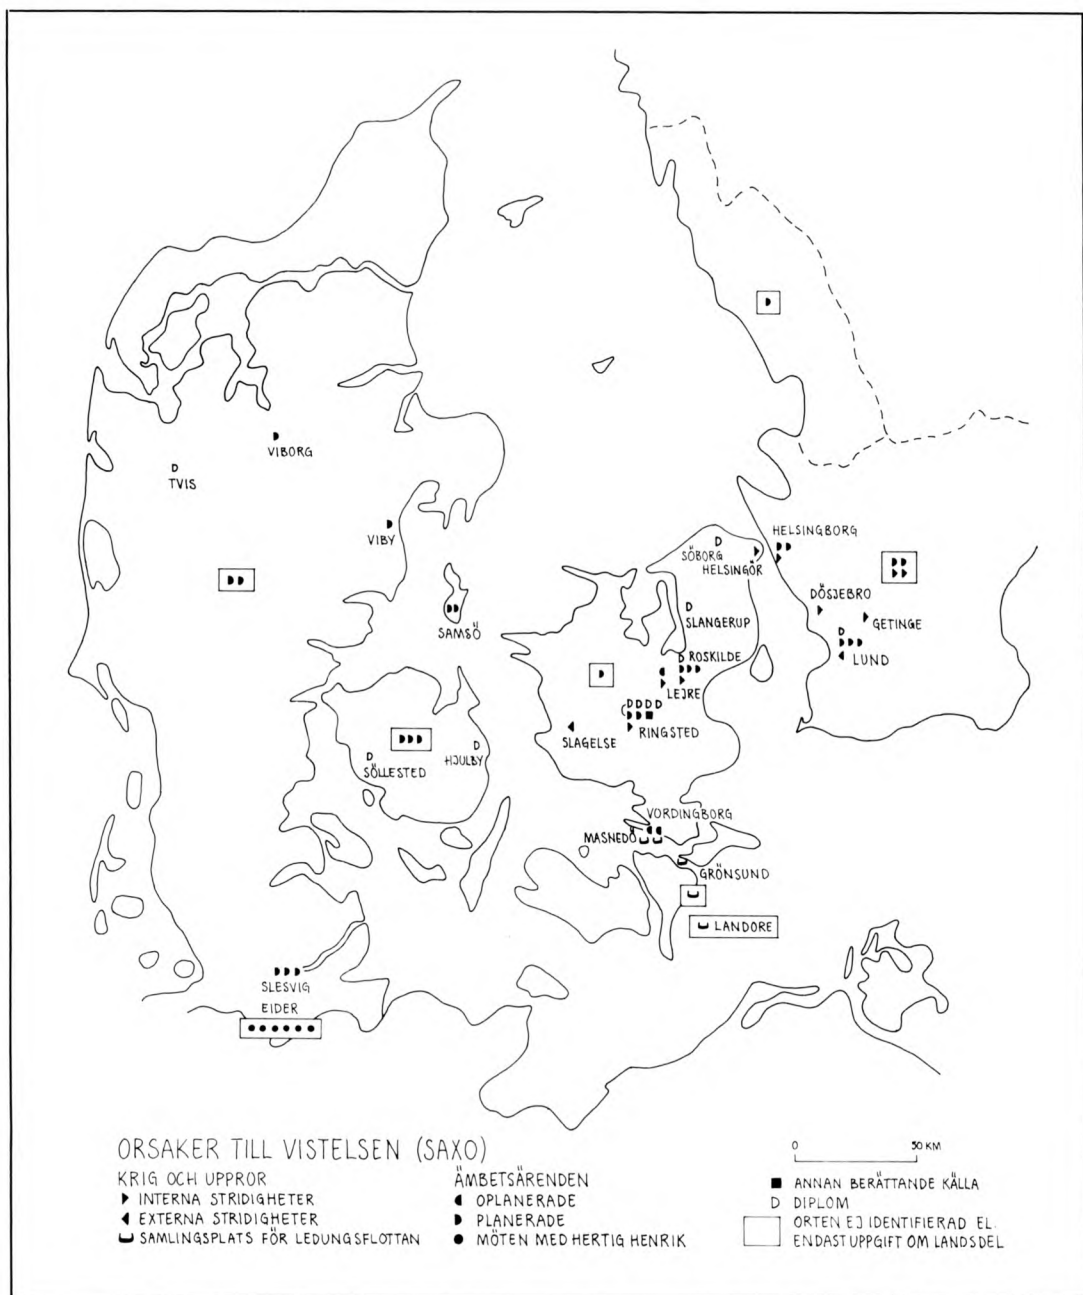 VIBORG
TVIS
VIBY
SAMSÖ
HELSINGBORG
SÖBORG
HELSINGÖR
DÖSJEBRO
GETINGE
SLANGERUP
LUND
ROSKILDE
LEJRE
SLAGELSE
RINGSTED
HJULBY
SÖLLESTED
VORDINGBORG
MASNEDÖ
GRÖNSUND
LANDORE
SLESVIG
EIDER
ORSAKER TILL VISTELSEN (SAXO)
KRIG OCH UPPROR
INTERNA STRIDIGHETER
EXTERNA STRIDIGHETER
SAMLINGSPLATS FÖR LEDUNGSFLOTTAN
ÄMBETSÄRENDEN
OPLANERADE
PLANERADE
MÖTEN MED HERTIG HENRIK
0 50 KM
ANNAN BERÄTTANDE KÄLLA
D DIPLOM
ORTEN EJ IDENTIFIERAD EL.
ENDAST UPPGIFT OM LANDSDEL